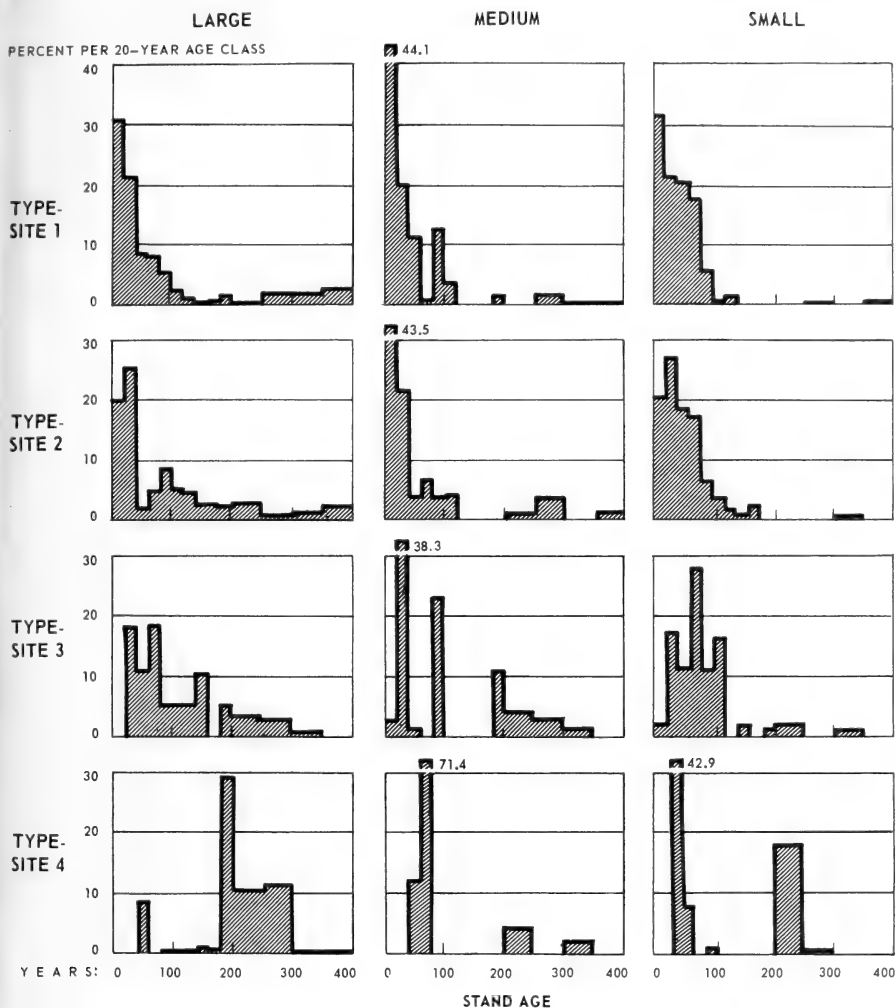 LARGE MEDIUM SMALL
PERCENT PER 20-YEAR AGE CLASS
44.1
40
30
20
10
0
TYPE-
SITE 1
43.5
30
20
10
0
TYPE-
SITE 2
38.3
30
20
10
0
TYPE-
SITE 3
71.4
42.9
30
20
10
0
TYPE-
SITE 4
YEARS: 0 100 200 300 400 0 100 200 300 400 0 100 200 300 400
STAND AGE